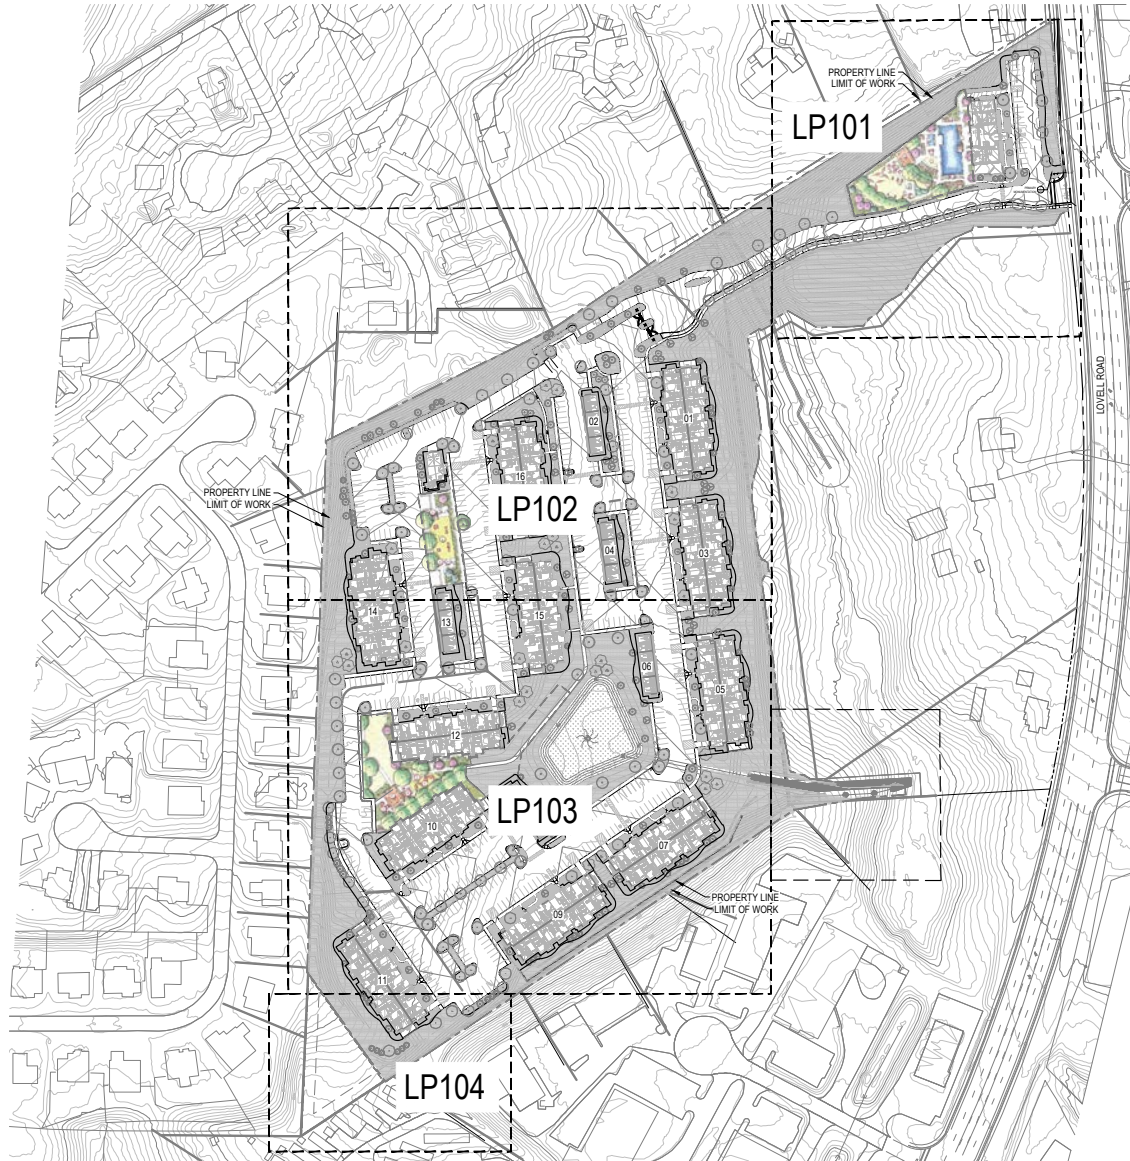 PROPERTY LINE
LIMIT OF WORK
LP101
LOVELL ROAD
02
01
16
PROPERTY LINE
LIMIT OF WORK
LP102
04
03
14
13
15
06
05
12
LP103
10
07
PROPERTY LINE
LIMIT OF WORK
09
11
LP104